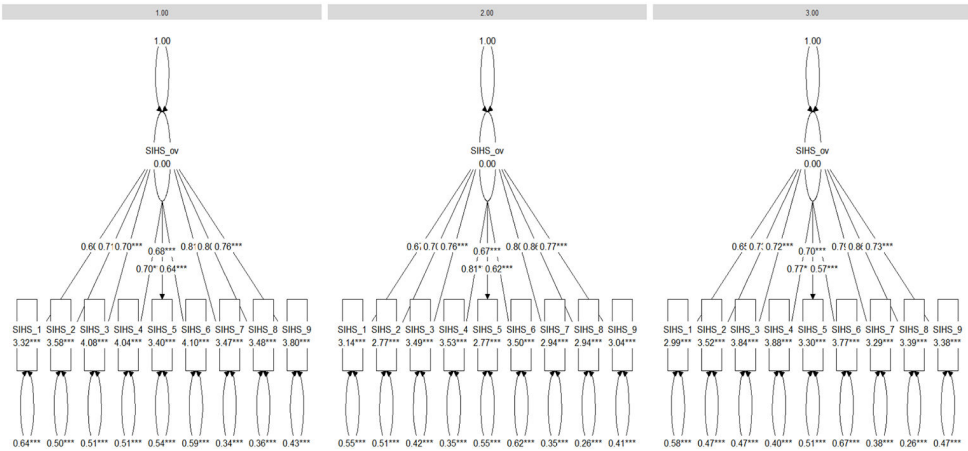 1.00 2.00 3.00
1.00 1.00 1.00
SIHS_ov SIHS_ov SIHS_ov
0.00 0.00 0.00
0.70*** 0.76*** 0.76*** 0.77*** 0.72*** 0.73***
0.68*** 0.67*** 0.70***
0.70* 0.64*** 0.81* 0.62*** 0.77* 0.57***
SIHS_1 SIHS_2 SIHS_3 SIHS_4 SIHS_5 SIHS_6 SIHS_7 SIHS_8 SIHS_9 SIHS_1 SIHS_2 SIHS_3 SIHS_4 SIHS_5 SIHS_6 SIHS_7 SIHS_8 SIHS_9 SIHS_1 SIHS_2 SIHS_3 SIHS_4 SIHS_5 SIHS_6 SIHS_7 SIHS_8 SIHS_9
3.32*** 3.58*** 4.08*** 4.04*** 3.40*** 4.10*** 3.47*** 3.48*** 3.80*** 3.14*** 2.77*** 3.49*** 3.53*** 2.77*** 3.50*** 2.94*** 2.94*** 3.04*** 2.99*** 3.52*** 3.84*** 3.88*** 3.30*** 3.77*** 3.29*** 3.39*** 3.38***
0.64*** 0.50*** 0.51*** 0.51*** 0.54*** 0.59*** 0.34*** 0.36*** 0.43*** 0.55*** 0.51*** 0.42*** 0.35*** 0.55*** 0.62*** 0.35*** 0.26*** 0.41*** 0.58*** 0.47*** 0.47*** 0.40*** 0.51*** 0.67*** 0.38*** 0.26*** 0.47***